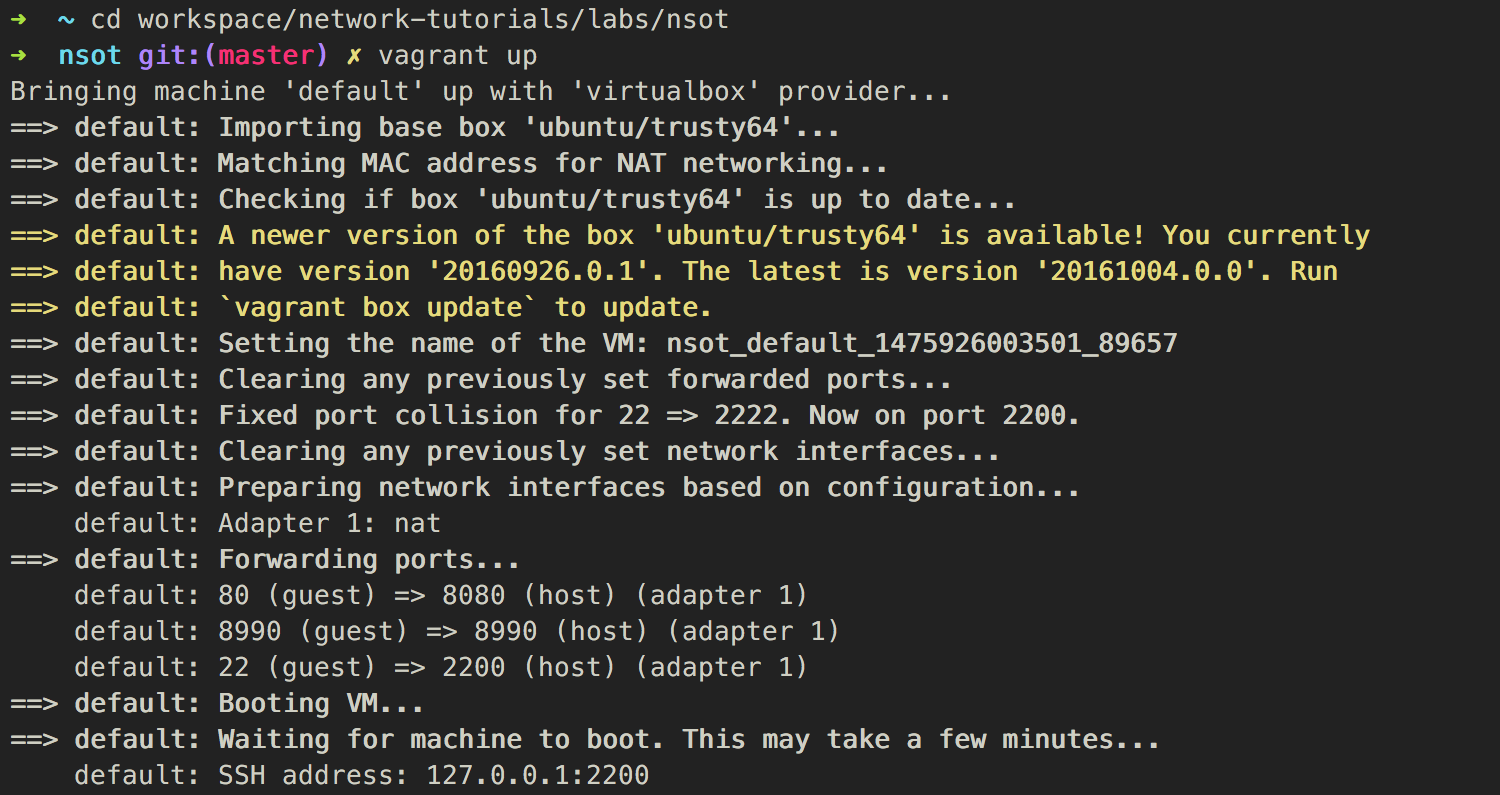 ➜  ~ cd workspace/network-tutorials/labs/nsot
➜  nsot git:(master) ✗ vagrant up
Bringing machine 'default' up with 'virtualbox' provider...
==> default: Importing base box 'ubuntu/trusty64'...
==> default: Matching MAC address for NAT networking...
==> default: Checking if box 'ubuntu/trusty64' is up to date...
==> default: A newer version of the box 'ubuntu/trusty64' is available! You currently
==> default: have version '20160926.0.1'. The latest is version '20161004.0.0'. Run
==> default: `vagrant box update` to update.
==> default: Setting the name of the VM: nsot_default_1475926003501_89657
==> default: Clearing any previously set forwarded ports...
==> default: Fixed port collision for 22 => 2222. Now on port 2200.
==> default: Clearing any previously set network interfaces...
==> default: Preparing network interfaces based on configuration...
    default: Adapter 1: nat
==> default: Forwarding ports...
    default: 80 (guest) => 8080 (host) (adapter 1)
    default: 8990 (guest) => 8990 (host) (adapter 1)
    default: 22 (guest) => 2200 (host) (adapter 1)
==> default: Booting VM...
==> default: Waiting for machine to boot. This may take a few minutes...
    default: SSH address: 127.0.0.1:2200